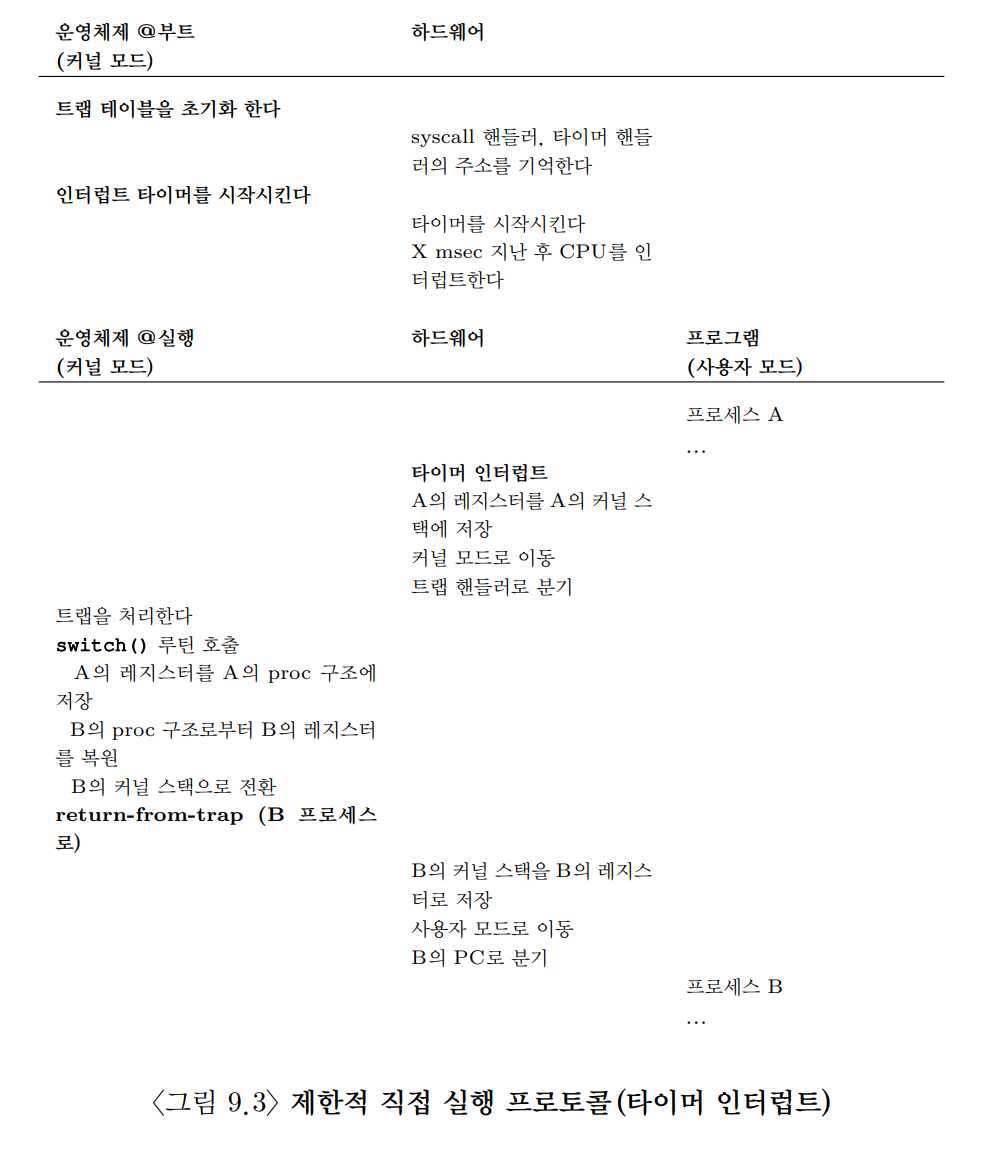 운영체제 @부트 하드웨어
(커널 모드)
트랩 테이블을 초기화 한다
syscall 핸들러, 타이머 핸들
러의 주소를 기억한다
인터럽트 타이머를 시작시킨다
타이머를 시작시킨다
X msec 지난 후 CPU를 인
터럽트한다
운영체제 @실행 하드웨어 프로그램
(커널 모드) (사용자 모드)
프로세스 A
...
타이머 인터럽트
A의 레지스터를 A의 커널 스
택에 저장
커널 모드로 이동
트랩 핸들러로 분기
트랩을 처리한다
switch() 루틴 호출
A의 레지스터를 A의 proc 구조에
저장
B의 proc 구조로부터 B의 레지스터
를 복원
B의 커널 스택으로 전환
return-from-trap (B 프로세스
로)
B의 커널 스택을 B의 레지스
터로 저장
사용자 모드로 이동
B의 PC로 분기
프로세스 B
...
〈그림 9.3〉 제한적 직접 실행 프로토콜(타이머 인터럽트)